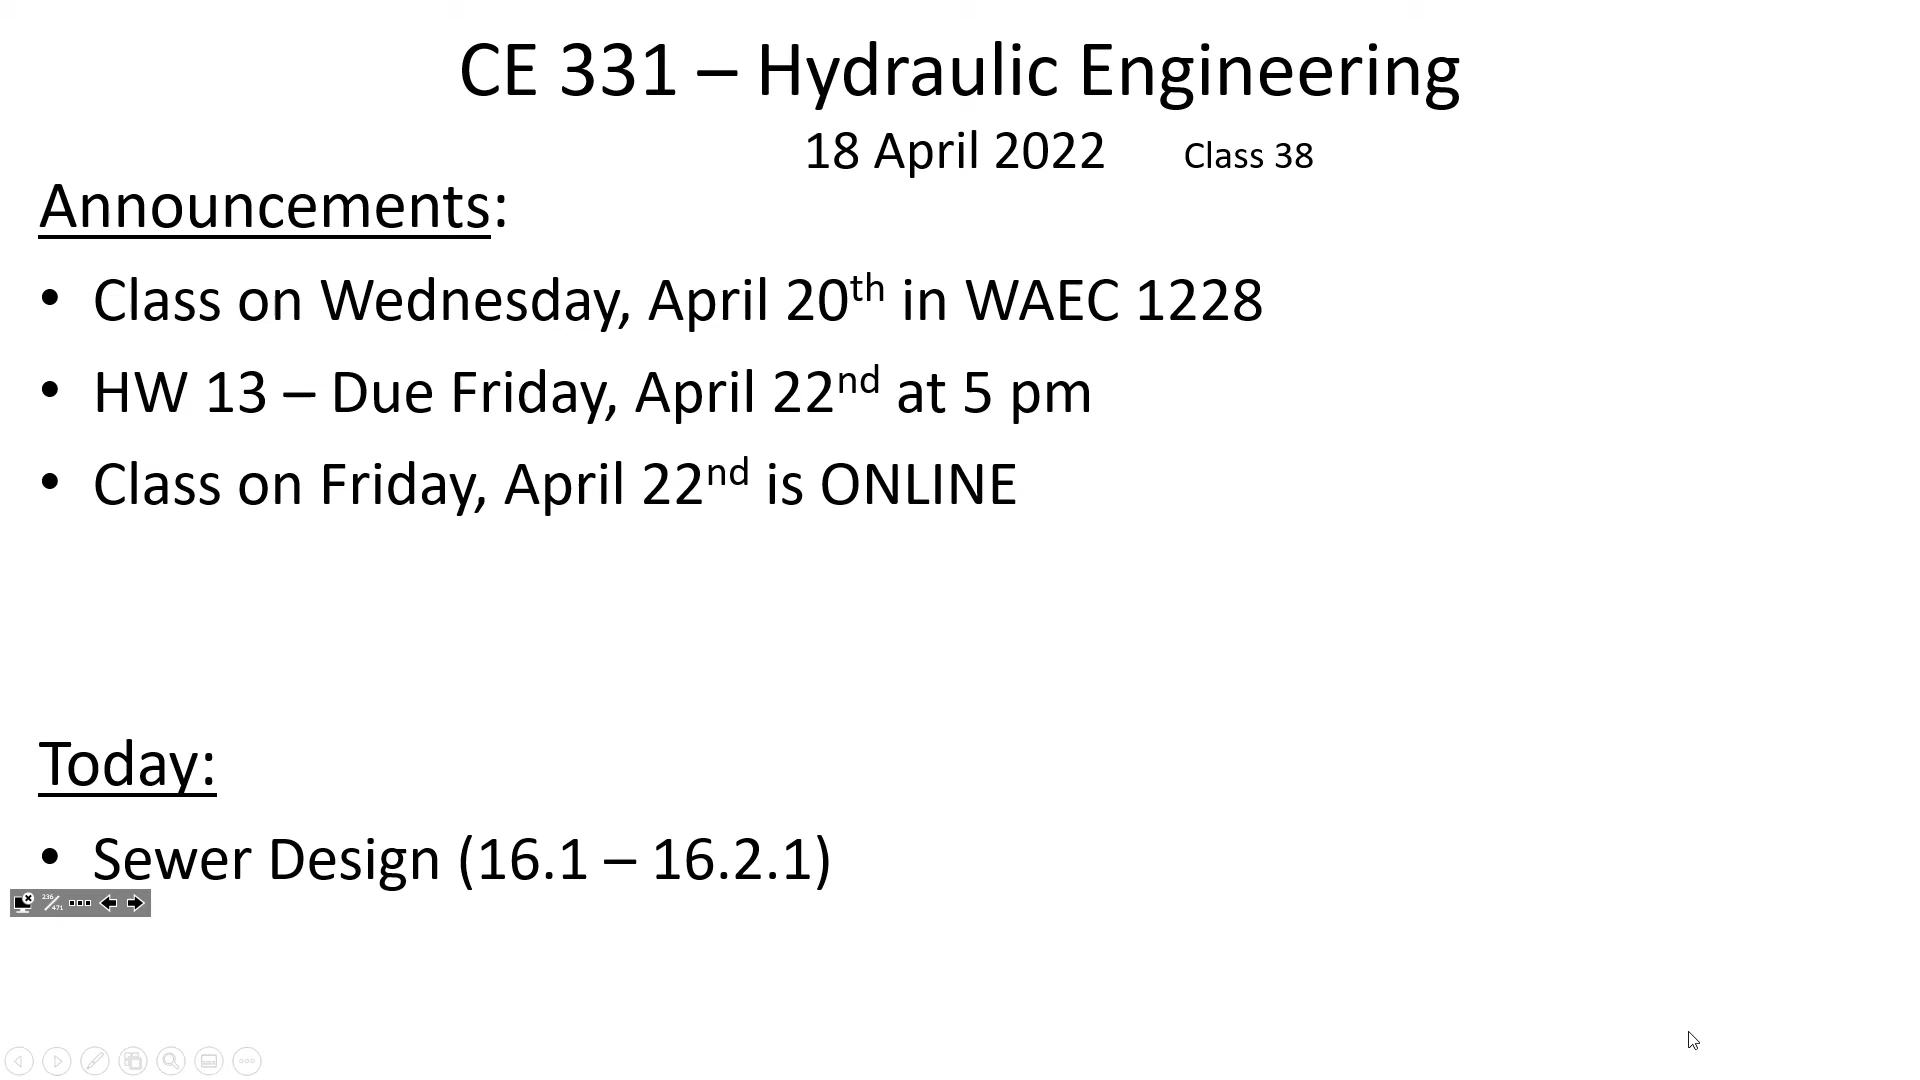 CE 331 – Hydraulic Engineering
18 April 2022 Class 38
Announcements:
• Class on Wednesday, April 20th in WAEC 1228
• HW 13 – Due Friday, April 22nd at 5 pm
• Class on Friday, April 22nd is ONLINE
Today:
• Sewer Design (16.1 – 16.2.1)
236/471